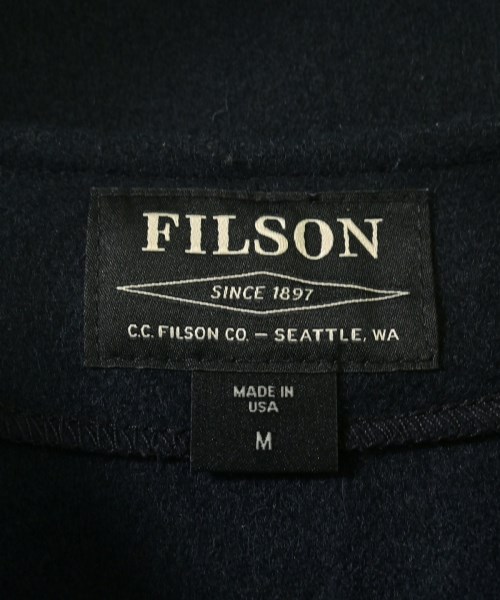 FILSON
SINCE 1897
C.C. FILSON CO. – SEATTLE, WA
MADE IN
USA
M